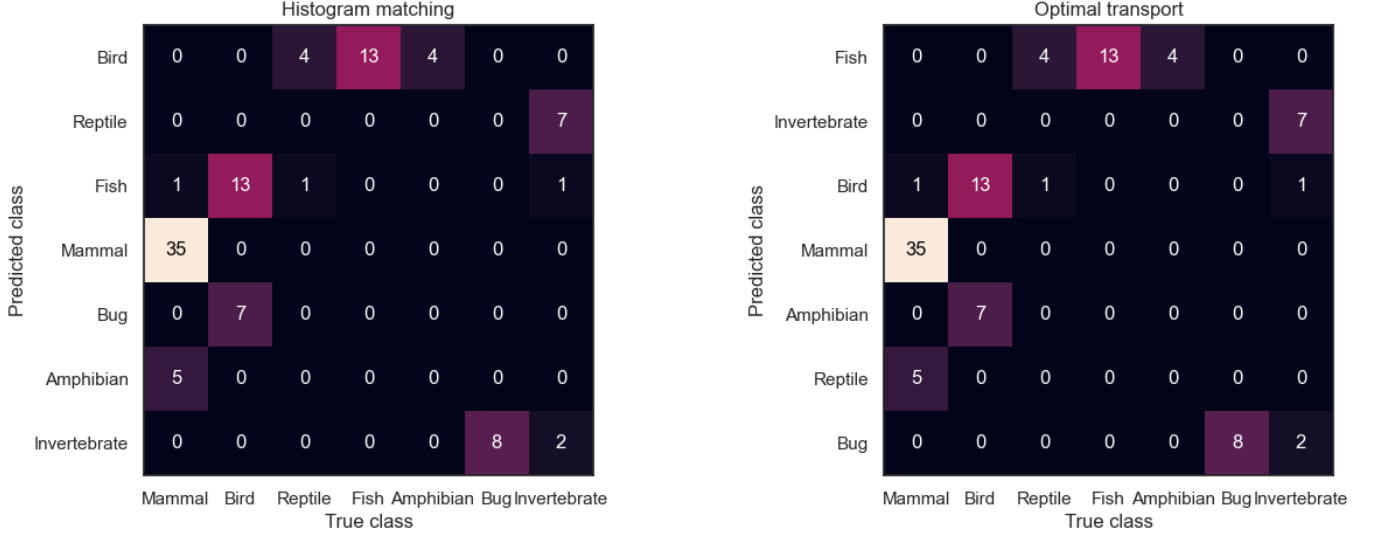 Histogram matching
Predicted class
Bird 0 0 4 13 4 0 0
Reptile 0 0 0 0 0 0 7
Fish 1 13 1 0 0 0 1
Mammal 35 0 0 0 0 0 0
Bug 0 7 0 0 0 0 0
Amphibian 5 0 0 0 0 0 0
Invertebrate 0 0 0 0 0 8 2
Mammal Bird Reptile Fish Amphibian Bug Invertebrate
True class
Optimal transport
Predicted class
Fish 0 0 4 13 4 0 0
Invertebrate 0 0 0 0 0 0 7
Bird 1 13 1 0 0 0 1
Mammal 35 0 0 0 0 0 0
Amphibian 0 7 0 0 0 0 0
Reptile 5 0 0 0 0 0 0
Bug 0 0 0 0 0 8 2
Mammal Bird Reptile Fish Amphibian Bug Invertebrate
True class